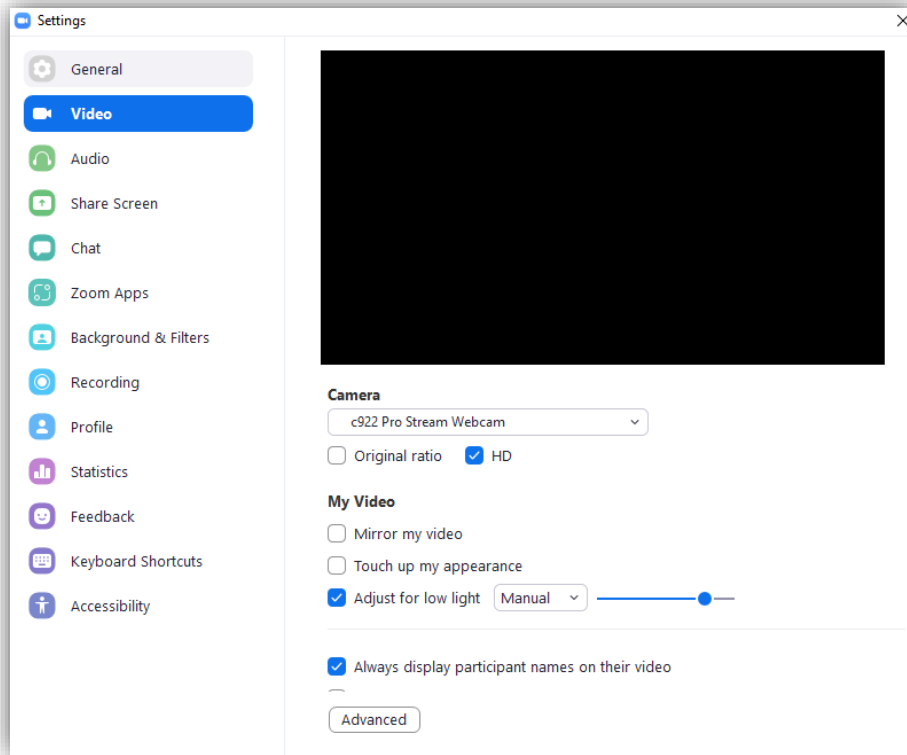 Settings
General
Video
Audio
Share Screen
Chat
Zoom Apps
Background & Filters
Recording
Profile
Statistics
Feedback
Keyboard Shortcuts
Accessibility
Camera
c922 Pro Stream Webcam
Original ratio HD
My Video
Mirror my video
Touch up my appearance
Adjust for low light Manual
Always display participant names on their video
Advanced